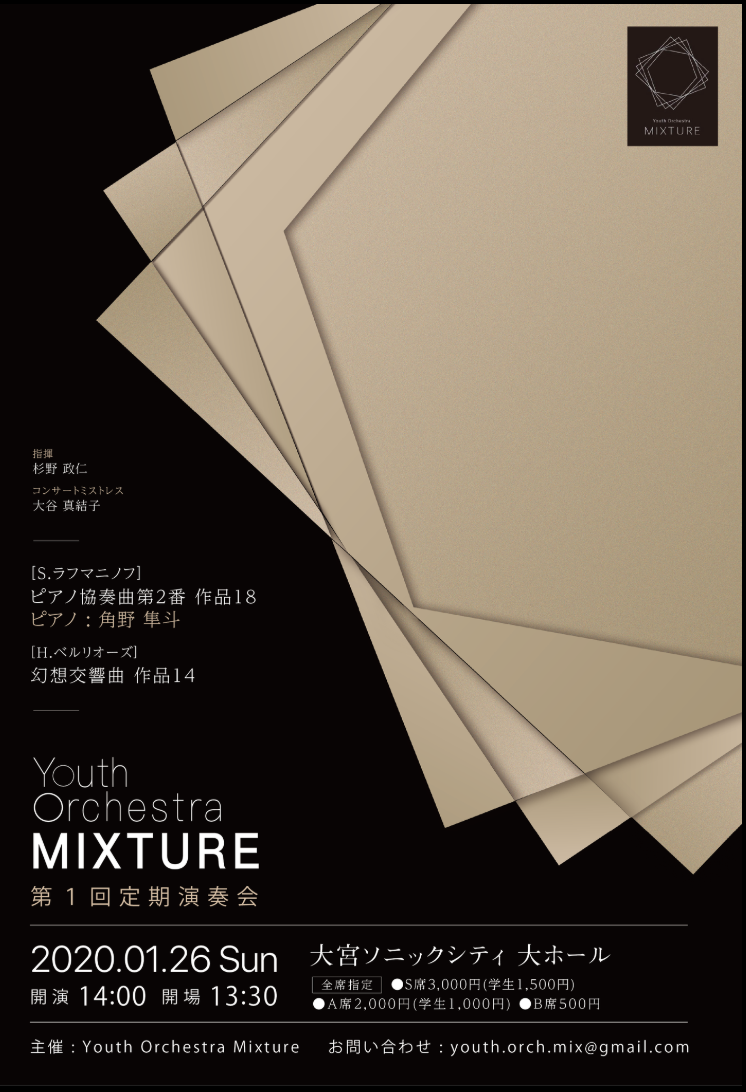 Youth Orchestra
MIXTURE
指揮
杉野 政仁
コンサートミストレス
大谷 真結子
[S.ラフマニノフ]
ピアノ協奏曲第2番 作品18
ピアノ : 角野 隼斗
[H.ベルリオーズ]
幻想交響曲 作品14
Youth
Orchestra
MIXTURE
第1回定期演奏会
2020.01.26 Sun
開演 14:00 開場 13:30
大宮ソニックシティ 大ホール
全席指定 ●S席3,000円(学生1,500円)
●A席2,000円(学生1,000円) ●B席500円
主催 : Youth Orchestra Mixture お問い合わせ : youth.orch.mix@gmail.com